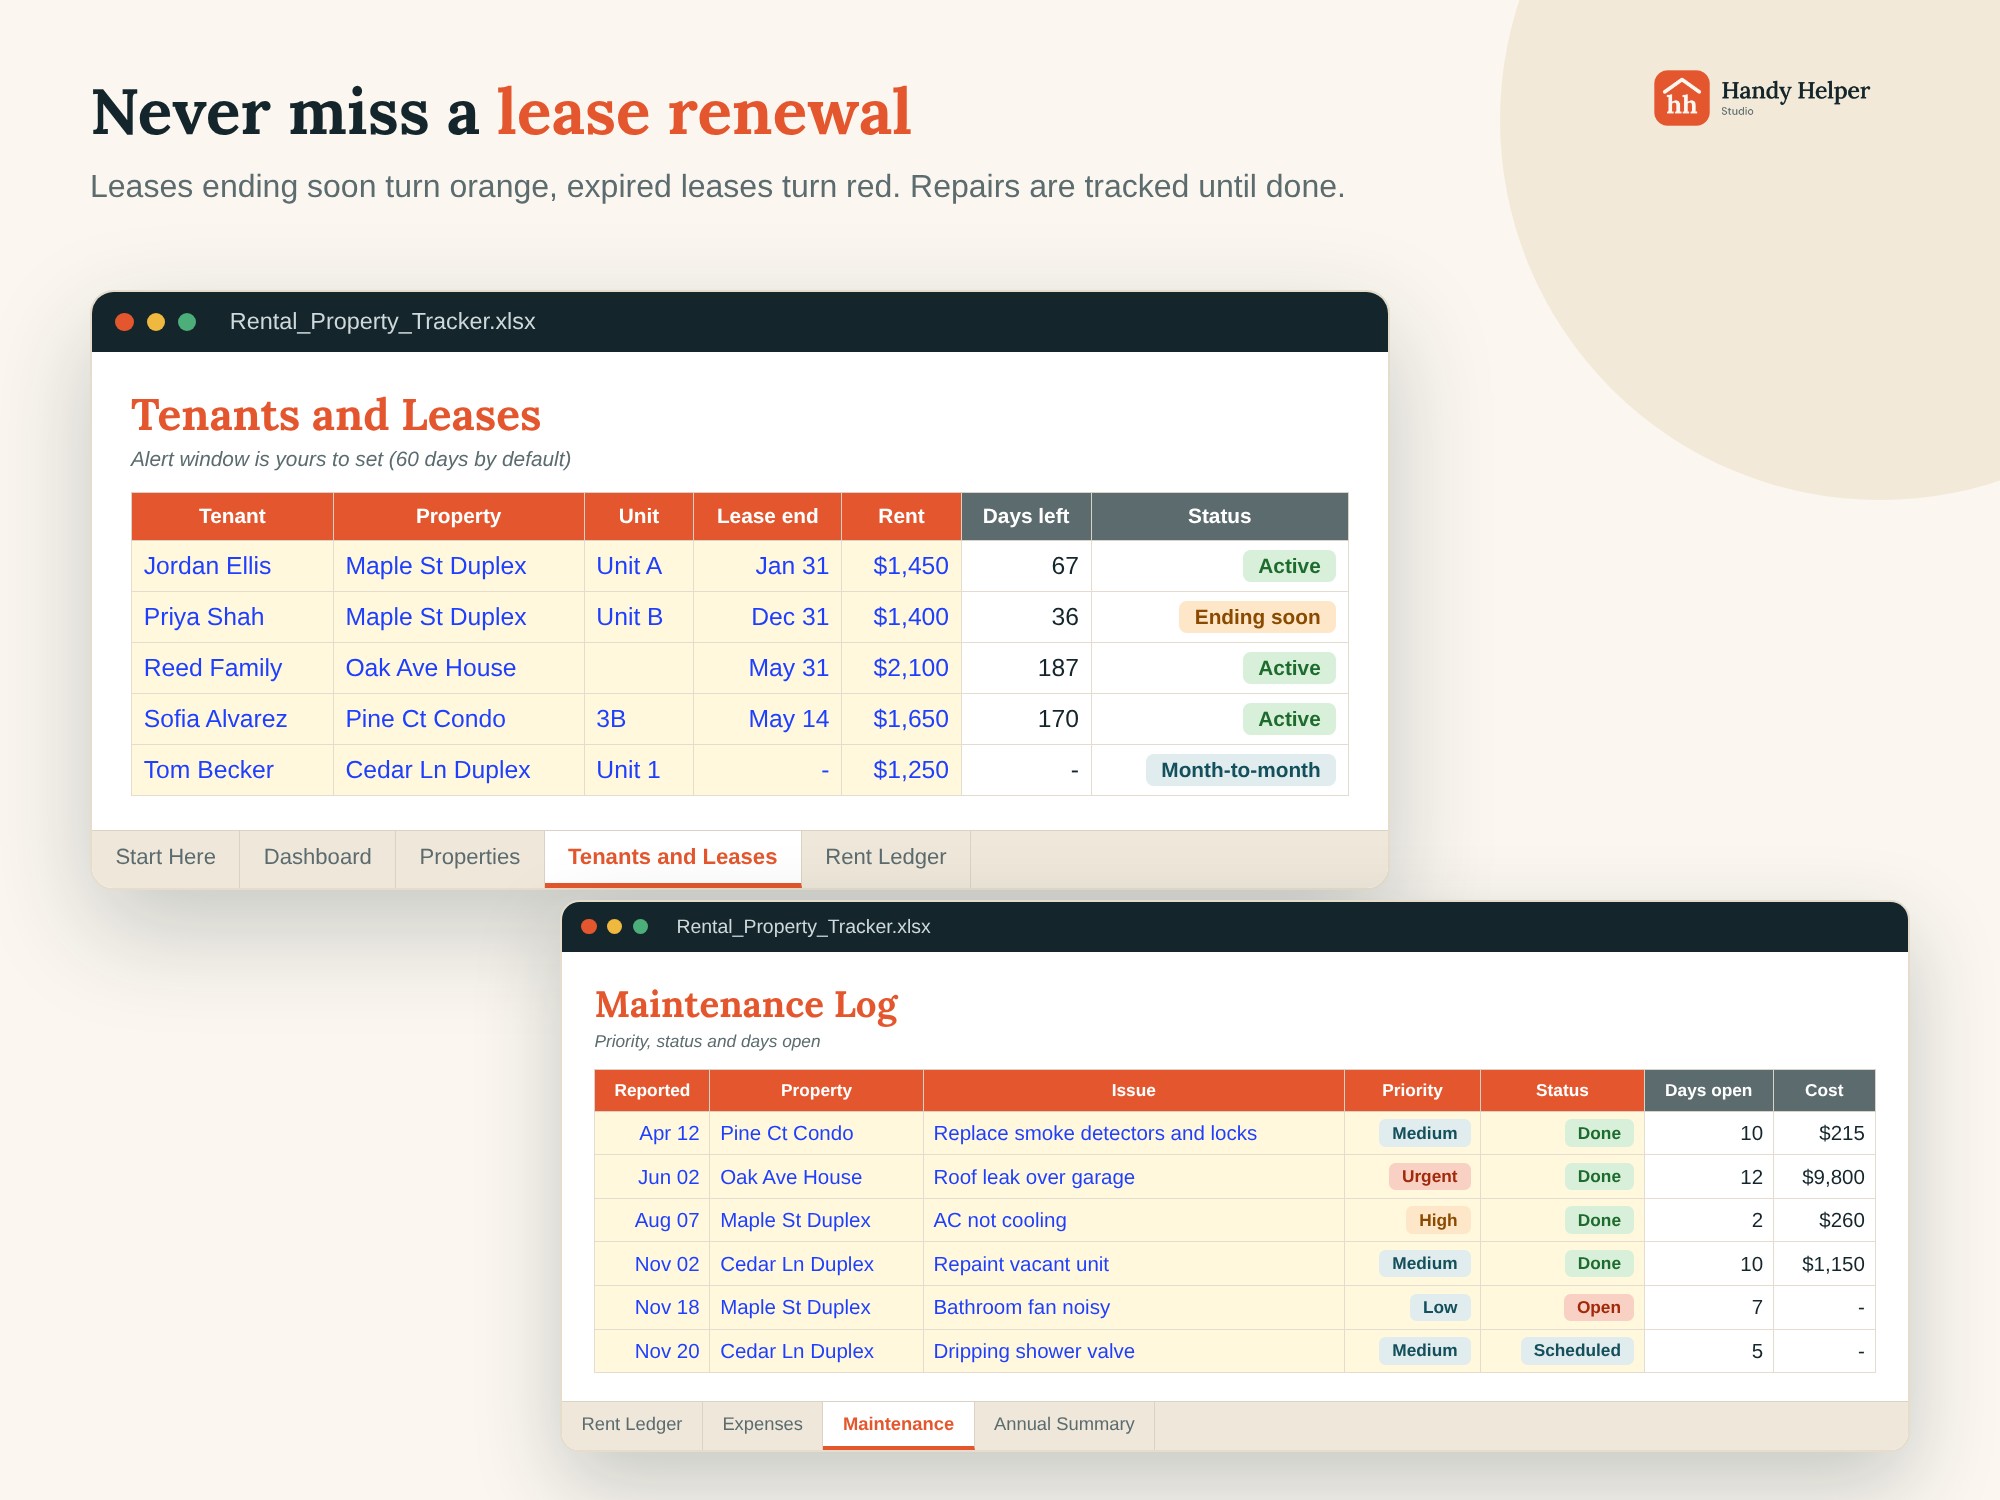 Never miss a lease renewal
hh Handy Helper
Studio
Leases ending soon turn orange, expired leases turn red. Repairs are tracked until done.
Rental_Property_Tracker.xlsx
Tenants and Leases
Alert window is yours to set (60 days by default)
Tenant Property Unit Lease end Rent Days left Status
Jordan Ellis Maple St Duplex Unit A Jan 31 $1,450 67 Active
Priya Shah Maple St Duplex Unit B Dec 31 $1,400 36 Ending soon
Reed Family Oak Ave House May 31 $2,100 187 Active
Sofia Alvarez Pine Ct Condo 3B May 14 $1,650 170 Active
Tom Becker Cedar Ln Duplex Unit 1 - $1,250 - Month-to-month
Start Here Dashboard Properties Tenants and Leases Rent Ledger
Rental_Property_Tracker.xlsx
Maintenance Log
Priority, status and days open
Reported Property Issue Priority Status Days open Cost
Apr 12 Pine Ct Condo Replace smoke detectors and locks Medium Done 10 $215
Jun 02 Oak Ave House Roof leak over garage Urgent Done 12 $9,800
Aug 07 Maple St Duplex AC not cooling High Done 2 $260
Nov 02 Cedar Ln Duplex Repaint vacant unit Medium Done 10 $1,150
Nov 18 Maple St Duplex Bathroom fan noisy Low Open 7 -
Nov 20 Cedar Ln Duplex Dripping shower valve Medium Scheduled 5 -
Rent Ledger Expenses Maintenance Annual Summary